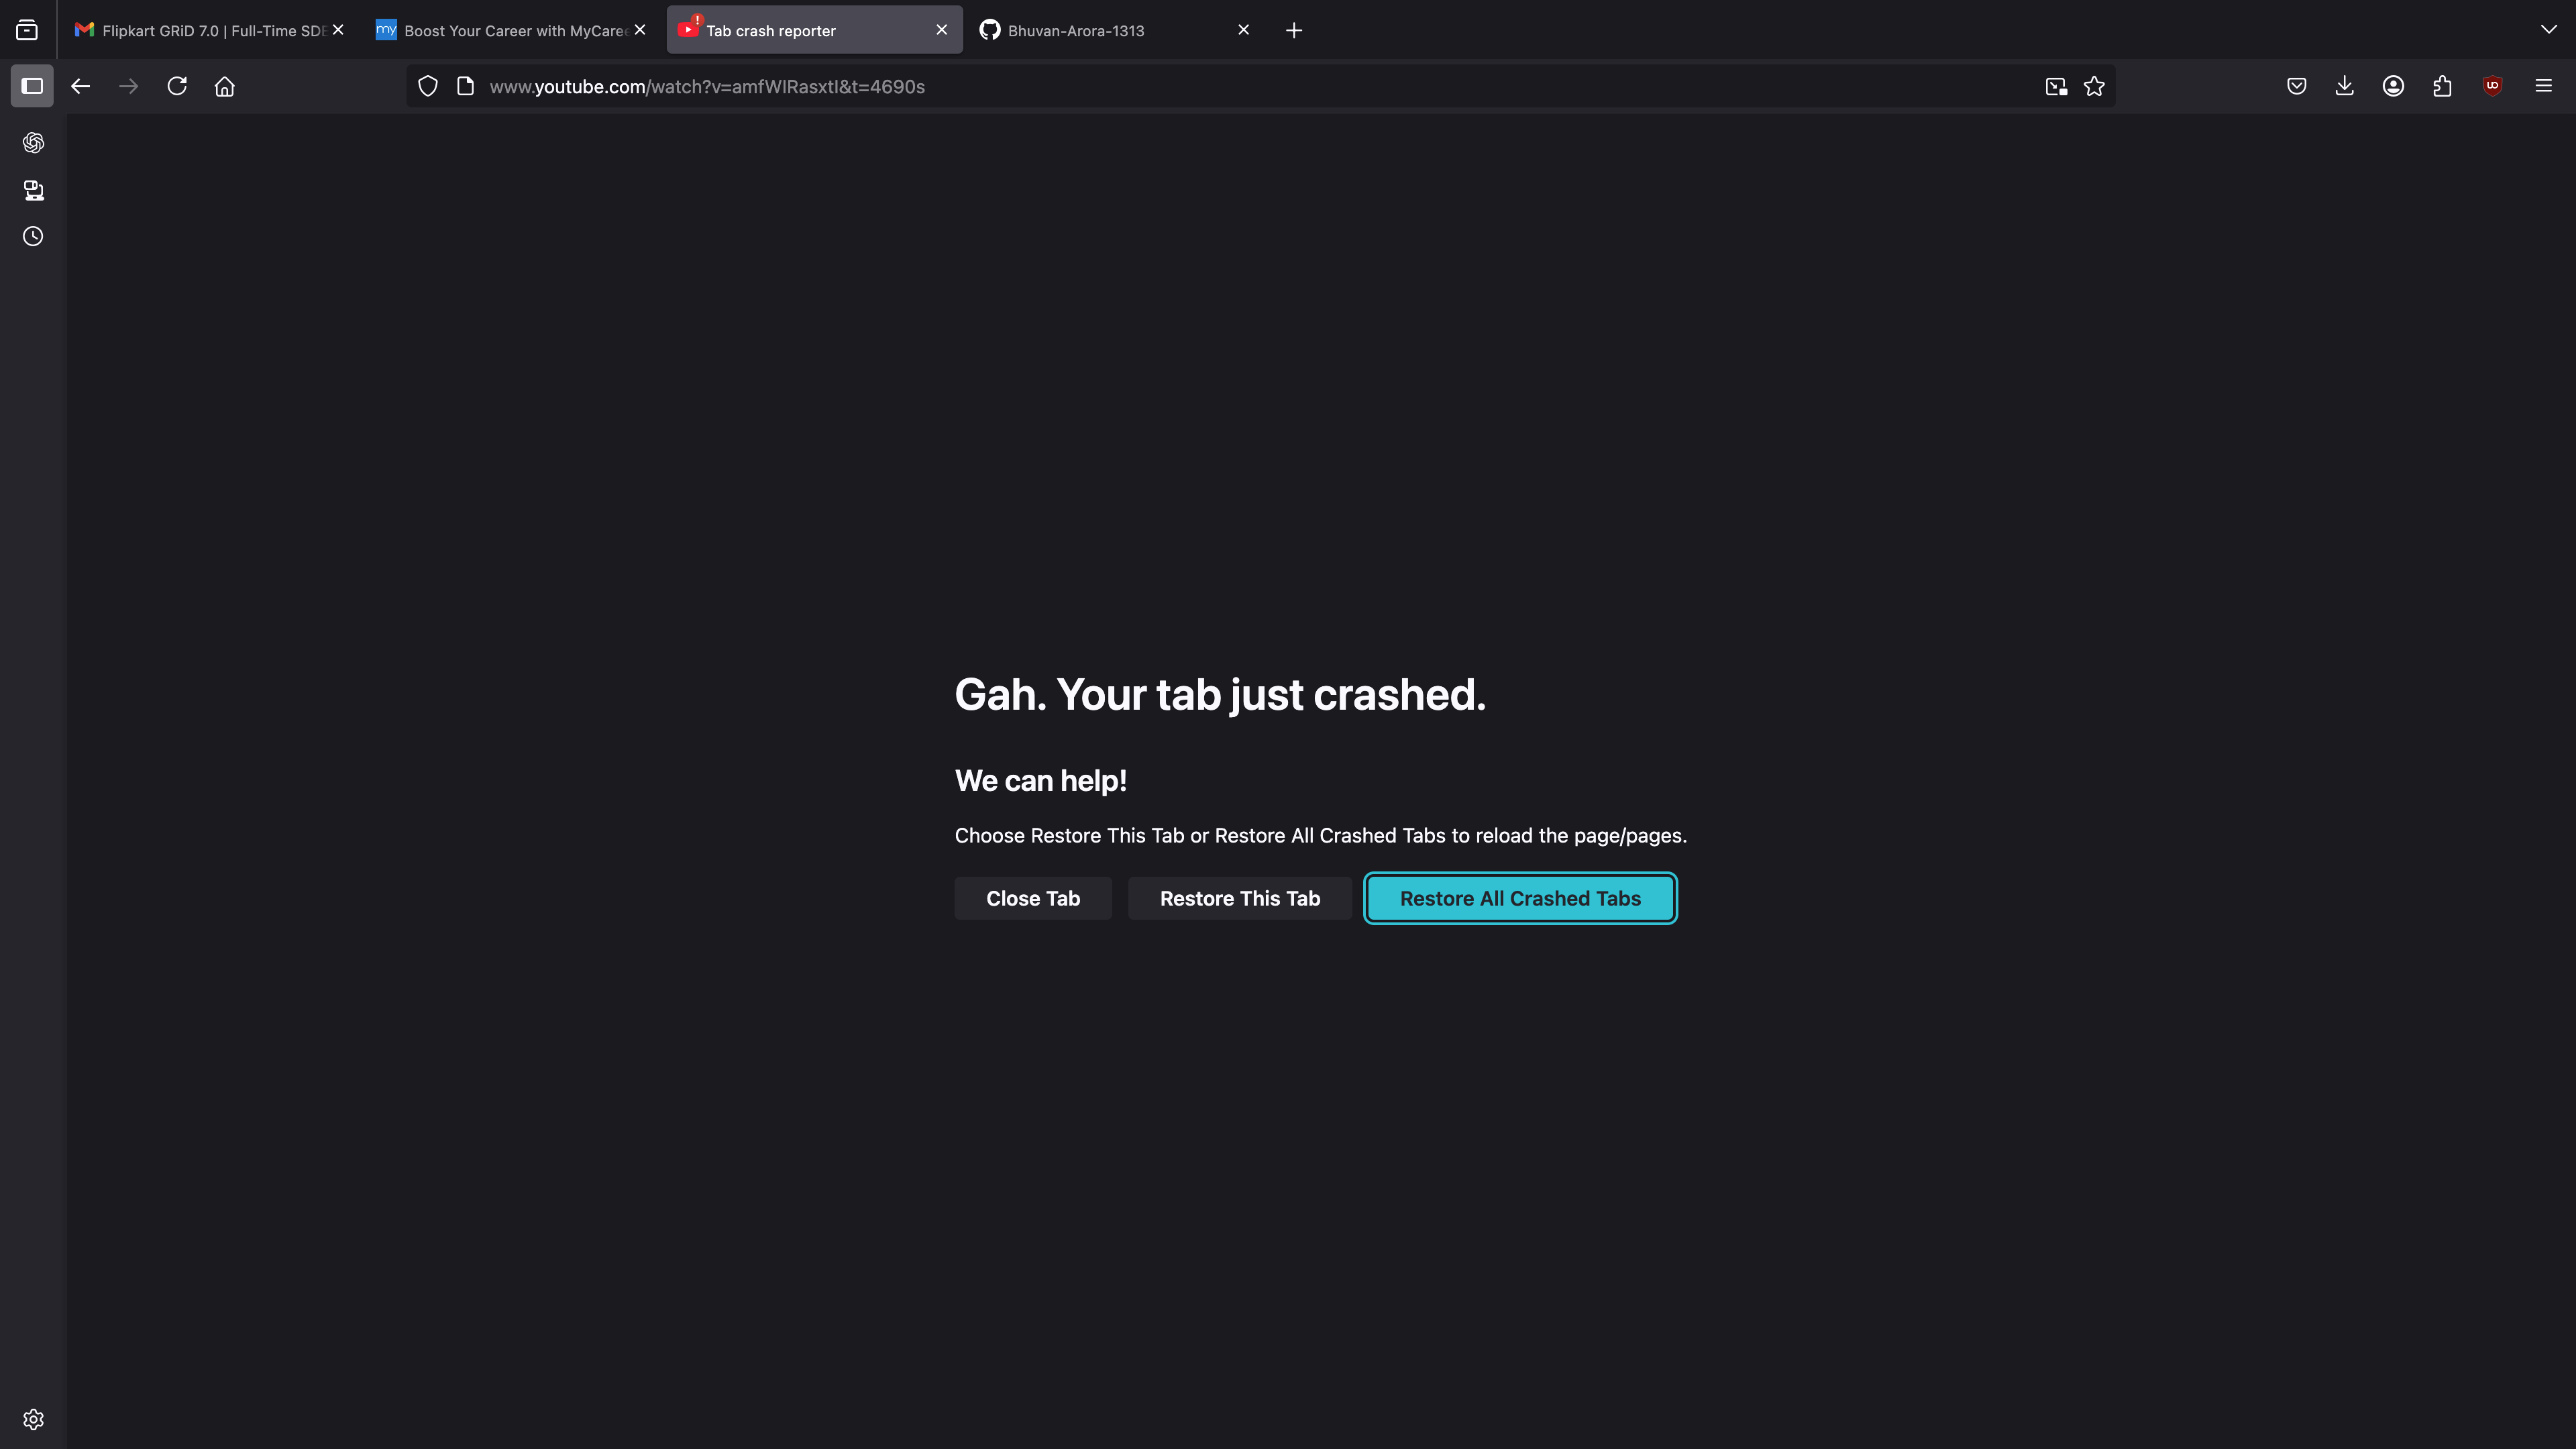 Flipkart GRiD 7.0 | Full-Time SDE
my
Boost Your Career with MyCaree
Tab crash reporter
Bhuvan-Arora-1313
www.youtube.com/watch?v=amfWlRasxtI&t=4690s
Gah. Your tab just crashed.
We can help!
Choose Restore This Tab or Restore All Crashed Tabs to reload the page/pages.
Close Tab
Restore This Tab
Restore All Crashed Tabs